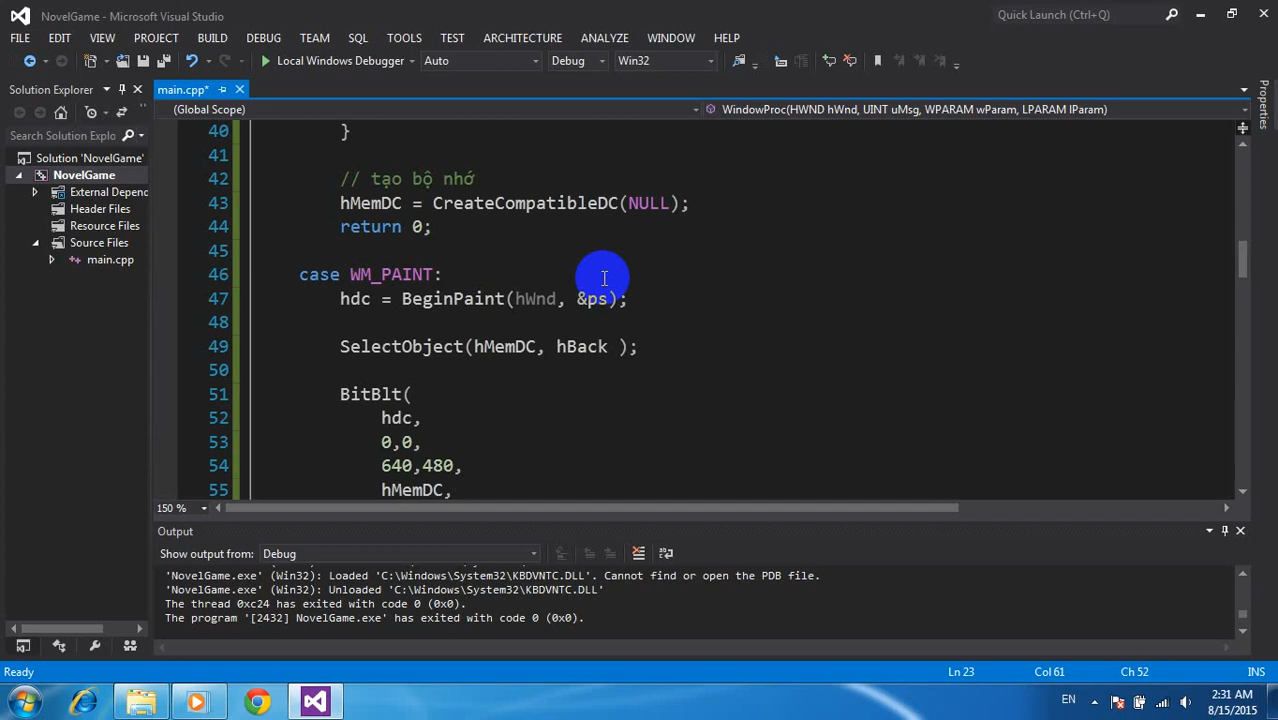 NovelGame - Microsoft Visual Studio
Quick Launch (Ctrl+Q)
FILE EDIT VIEW PROJECT BUILD DEBUG TEAM SQL TOOLS TEST ARCHITECTURE ANALYZE WINDOW HELP
Local Windows Debugger Auto Debug Win32
Solution Explorer
main.cpp*
Properties
(Global Scope)
WindowProc(HWND hWnd, UINT uMsg, WPARAM wParam, LPARAM lParam)
Search Solution Explo
Solution 'NovelGame'
NovelGame
External Depend
Header Files
Resource Files
Source Files
main.cpp
40 }
41
42 // tạo bộ nhớ
43 hMemDC = CreateCompatibleDC(NULL);
44 return 0;
45
46 case WM_PAINT:
47 hdc = BeginPaint(hWnd, &ps);
48
49 SelectObject(hMemDC, hBack );
50
51 BitBlt(
52 hdc,
53 0,0,
54 640,480,
55 hMemDC,
150 %
Output
Show output from: Debug
'NovelGame.exe' (Win32): Loaded 'C:\Windows\System32\KBDVNTC.DLL'. Cannot find or open the PDB file.
'NovelGame.exe' (Win32): Unloaded 'C:\Windows\System32\KBDVNTC.DLL'
The thread 0xc24 has exited with code 0 (0x0).
The program '[2432] NovelGame.exe' has exited with code 0 (0x0).
Ready
Ln 23 Col 61 Ch 52 INS
EN
2:31 AM
8/15/2015